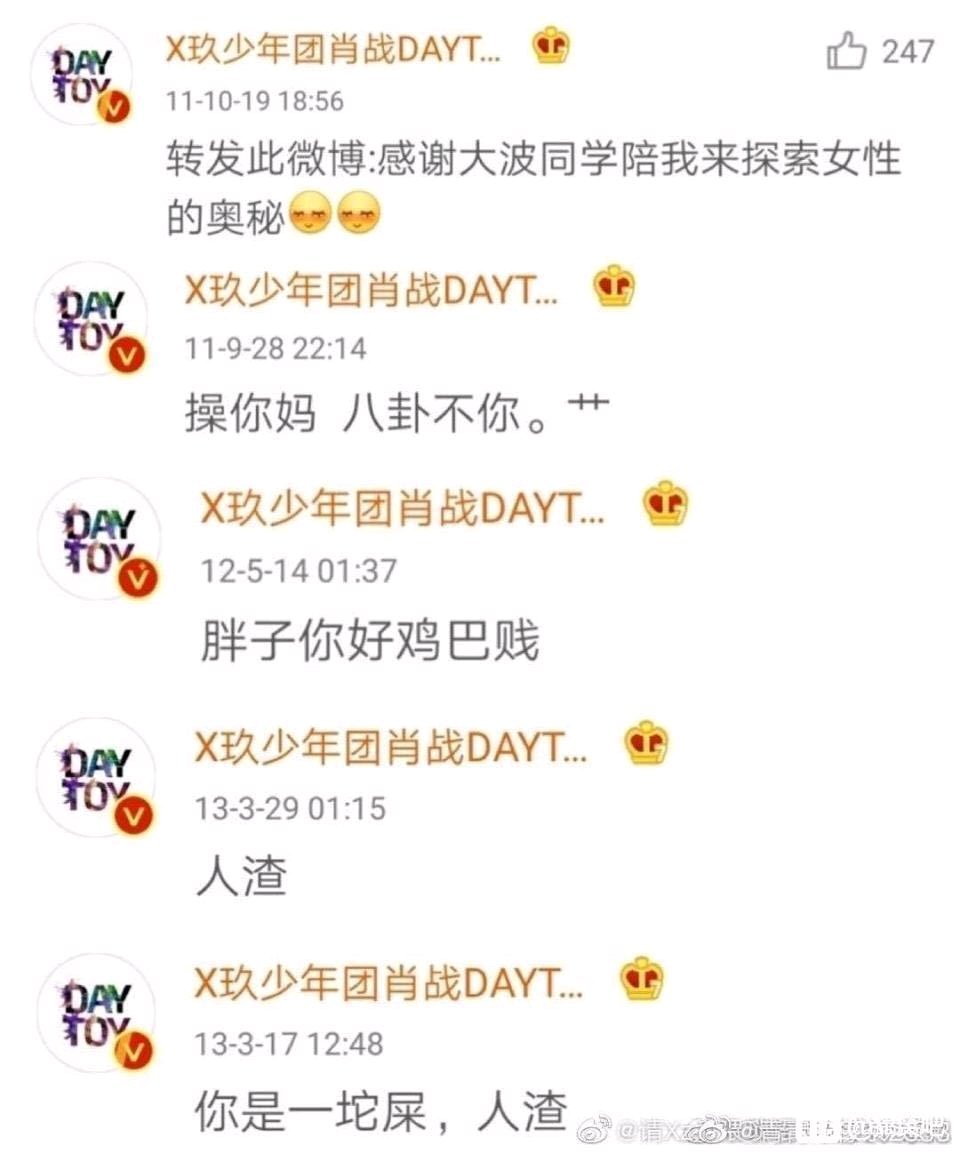 DAY
TOY
X玖少年团肖战DAYT...
247
11-10-19 18:56
转发此微博:感谢大波同学陪我来探索女性
的奥秘
DAY
TOY
X玖少年团肖战DAYT...
11-9-28 22:14
操你妈 八卦不你。艹
DAY
TOY
X玖少年团肖战DAYT...
12-5-14 01:37
胖子你好鸡巴贱
DAY
TOY
X玖少年团肖战DAYT...
13-3-29 01:15
人渣
DAY
TOY
X玖少年团肖战DAYT...
13-3-17 12:48
你是一坨屎，人渣